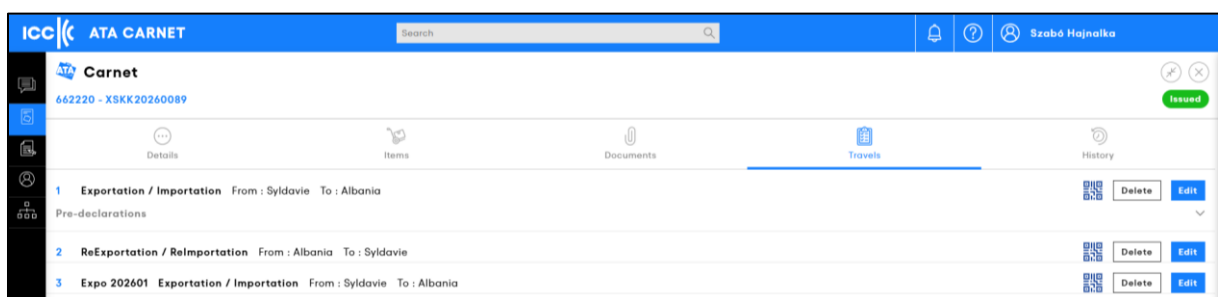 ICC ATA CARNET Search Szabó Hajnalka
ATA Carnet
662220 - XSKK20260089 Issued
Details Items Documents Travels History
1 Exportation / Importation From : Syldavie To : Albania Delete Edit
Pre-declarations
2 ReExportation / ReImportation From : Albania To : Syldavie Delete Edit
3 Expo 202601 Exportation / Importation From : Syldavie To : Albania Delete Edit